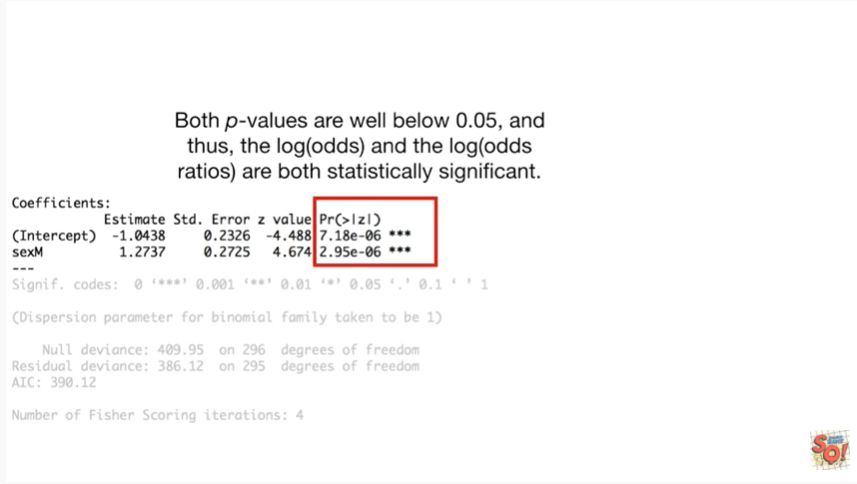 Both p-values are well below 0.05, and
thus, the log(odds) and the log(odds
ratios) are both statistically significant.
Coefficients:
Estimate Std. Error z value Pr(>|z|)
(Intercept) -1.0438 0.2326 -4.488 7.18e-06 ***
sexM 1.2737 0.2725 4.674 2.95e-06 ***
---
Signif. codes: 0 ‘***’ 0.001 ‘**’ 0.01 ‘*’ 0.05 ‘.’ 0.1 ‘ ’ 1
(Dispersion parameter for binomial family taken to be 1)
Null deviance: 409.95 on 296 degrees of freedom
Residual deviance: 386.12 on 295 degrees of freedom
AIC: 390.12
Number of Fisher Scoring iterations: 4
SQ!